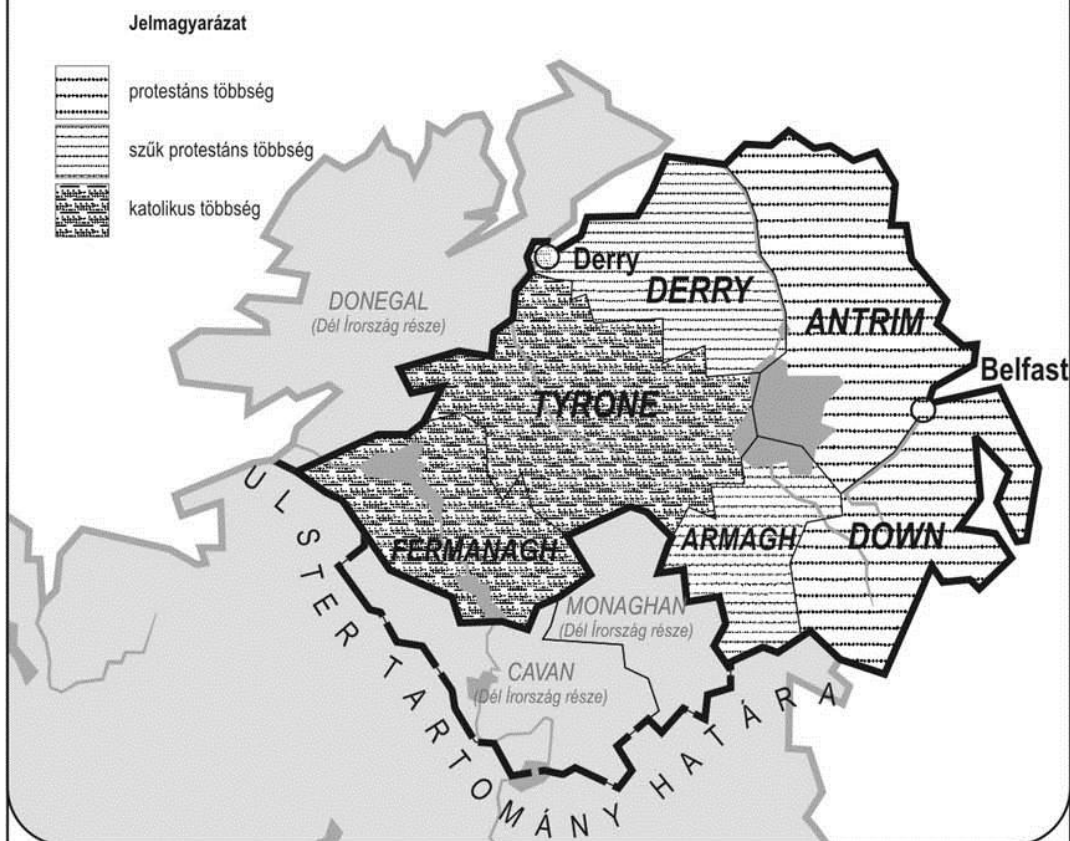 Jelmagyarázat
protestáns többség
szűk protestáns többség
katolikus többség
Derry
DERRY
DONEGAL
(Dél Írország része)
ANTRIM
Belfast
TYRONE
ARMAGH
DOWN
FERMANAGH
MONAGHAN
(Dél Írország része)
CAVAN
(Dél Írország része)
ULSTER TARTOMÁNY HATÁRA